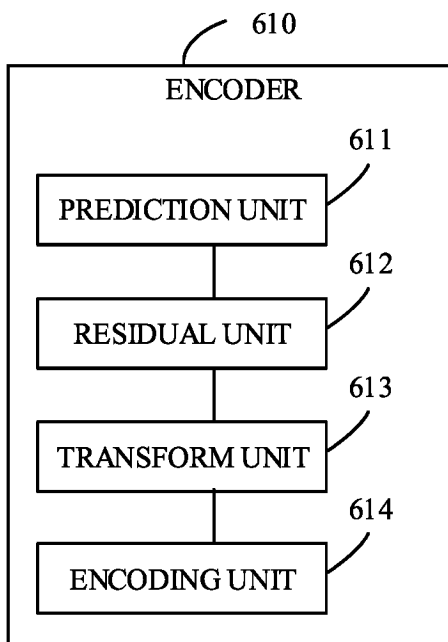 610
ENCODER
611
PREDICTION UNIT
612
RESIDUAL UNIT
613
TRANSFORM UNIT
614
ENCODING UNIT